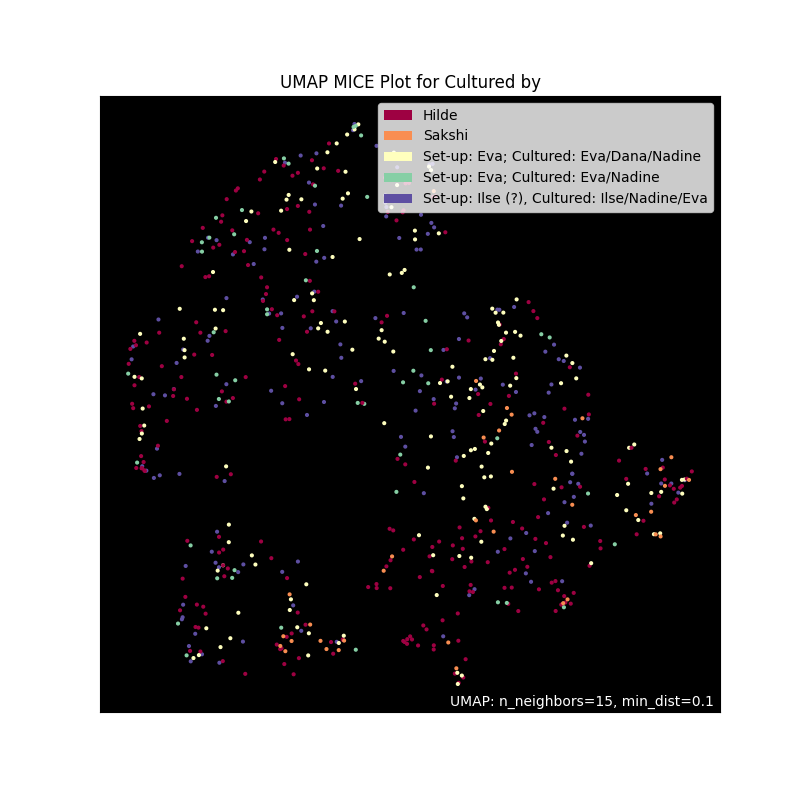 UMAP MICE Plot for Cultured by
Hilde
Sakshi
Set-up: Eva; Cultured: Eva/Dana/Nadine
Set-up: Eva; Cultured: Eva/Nadine
Set-up: Ilse (?), Cultured: Ilse/Nadine/Eva
UMAP: n_neighbors=15, min_dist=0.1